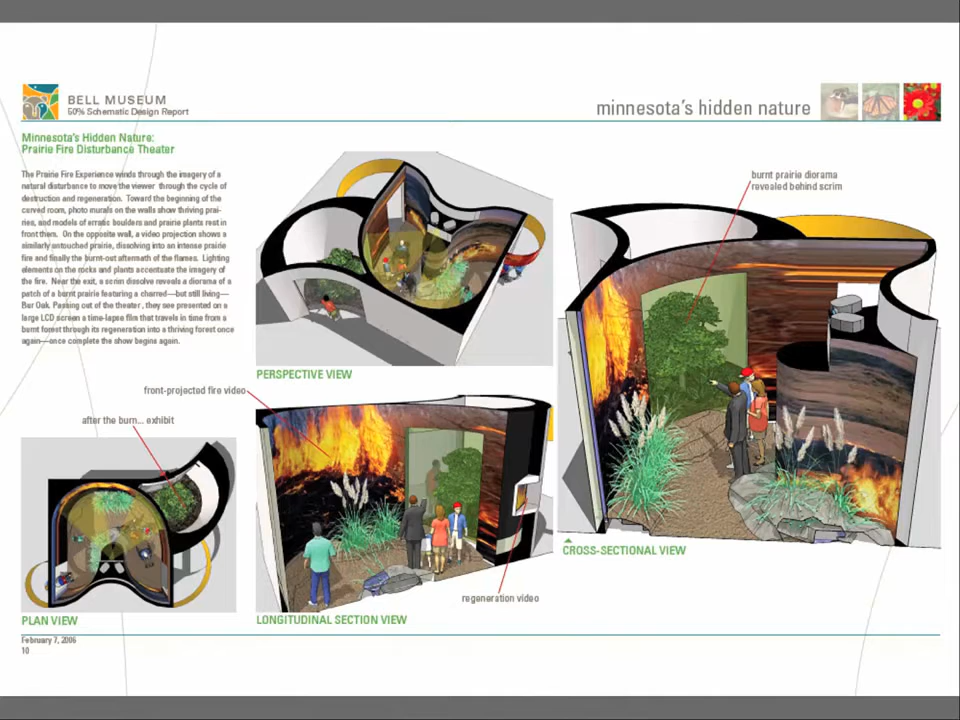 BELL MUSEUM
50% Schematic Design Report
minnesota's hidden nature
Minnesota's Hidden Nature:
Prairie Fire Disturbance Theater
The Prairie Fire Experience winds through the imagery of a
natural disturbance to move the viewer through the cycle of
destruction and regeneration. Toward the beginning of the
curved room, photo murals on the walls show thriving prai-
ries, and models of erratic boulders and prairie plants rest in
front them. On the opposite wall, a video projection shows a
similarly untouched prairie, dissolving into an intense prairie
fire and finally the burnt-out aftermath of the flames. Lighting
elements on the rocks and plants accentuate the imagery of
the fire. Near the exit, a scrim dissolve reveals a diorama of a
patch of a burnt prairie featuring a charred—but still living—
Bur Oak. Passing out of the theater, they see presented on a
large LCD screen a time-lapse film that travels in time from a
burnt forest through its regeneration into a thriving forest once
again—once complete the show begins again.
burnt prairie diorama
revealed behind scrim
PERSPECTIVE VIEW
front-projected fire video
after the burn... exhibit
CROSS-SECTIONAL VIEW
regeneration video
PLAN VIEW
LONGITUDINAL SECTION VIEW
February 7, 2006
10